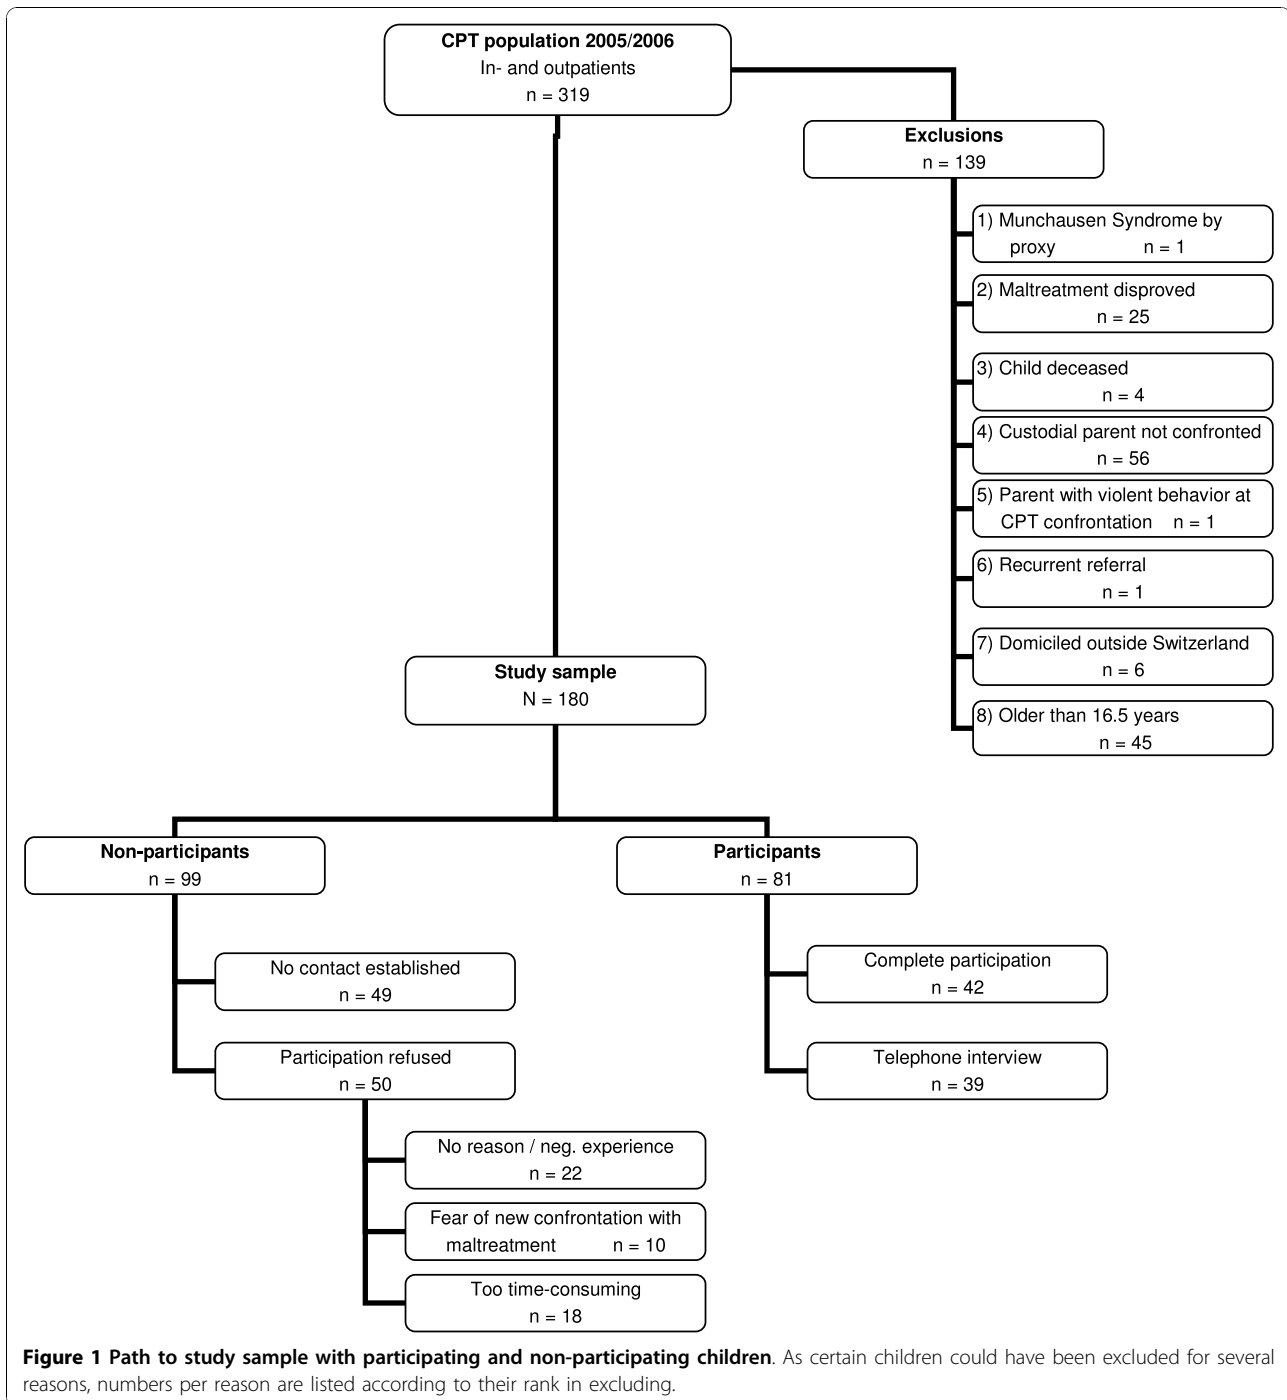 CPT population 2005/2006
In- and outpatients
n = 319
Exclusions
n = 139
1) Munchausen Syndrome by
proxy n = 1
2) Maltreatment disproved
n = 25
3) Child deceased
n = 4
4) Custodial parent not confronted
n = 56
5) Parent with violent behavior at
CPT confrontation n = 1
6) Recurrent referral
n = 1
7) Domiciled outside Switzerland
n = 6
8) Older than 16.5 years
n = 45
Study sample
N = 180
Non-participants
n = 99
No contact established
n = 49
Participation refused
n = 50
No reason / neg. experience
n = 22
Fear of new confrontation with
maltreatment n = 10
Too time-consuming
n = 18
Participants
n = 81
Complete participation
n = 42
Telephone interview
n = 39
Figure 1 Path to study sample with participating and non-participating children. As certain children could have been excluded for several
reasons, numbers per reason are listed according to their rank in excluding.